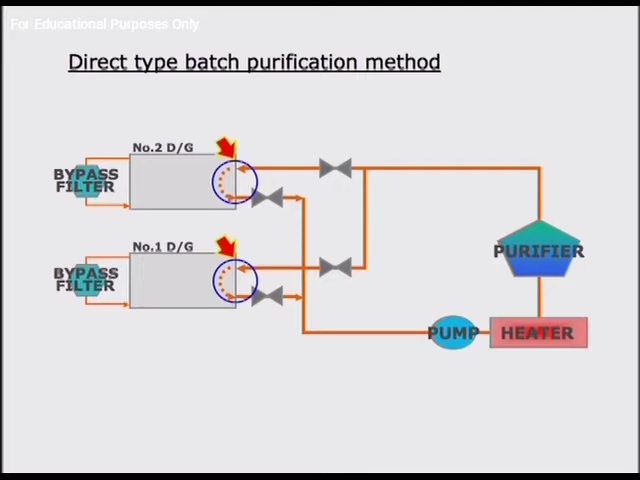 For Educational Purposes Only
Direct type batch purification method
No.2 D/G
BYPASS
FILTER
No.1 D/G
BYPASS
FILTER
PURIFIER
PUMP
HEATER